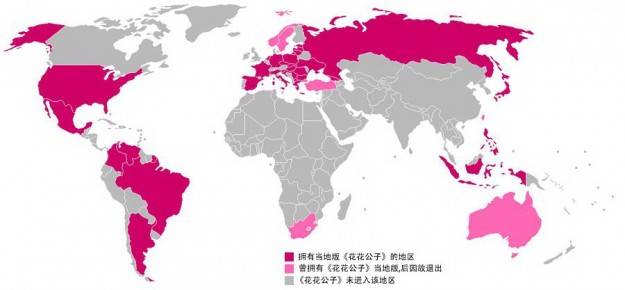 拥有当地版《花花公子》的地区
曾拥有《花花公子》当地版,后因故退出
《花花公子》未进入该地区